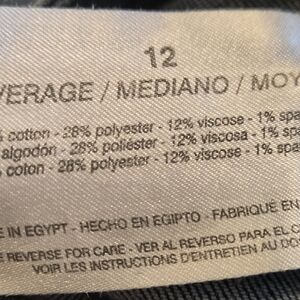 12
VERAGE / MEDIANO / MOY
% cotton - 28% polyester - 12% viscose - 1% spa
algodón - 28% poliéster - 12% viscosa - 1% spa
% coton - 28% polyester - 12% viscose - 1% spa
E IN EGYPT - HECHO EN EGIPTO - FABRIQUÉ EN
E REVERSE FOR CARE - VER AL REVERSO PARA EL C
VOIR LES INSTRUCTIONS D'ENTRETIEN AU DO